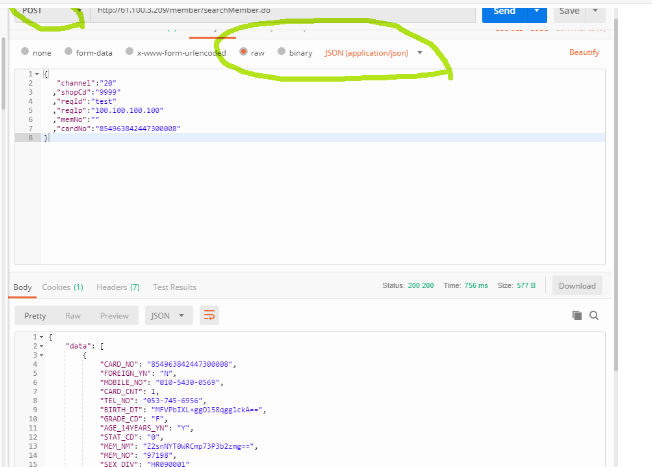 POST http://61.100.3.209/member/searchMember.do Send Save
none form-data x-www-form-urlencoded raw binary JSON (application/json) Beautify
1 {
2 "channel":"20"
3 ,"shopCd":"9999"
4 ,"reqId":"test"
5 ,"reqIp":"100.100.100.100"
6 ,"memNo":""
7 ,"cardNo":"854963842447300008"
8 }
Body Cookies (1) Headers (7) Test Results Status: 200 200 Time: 756 ms Size: 577 B Download
Pretty Raw Preview JSON
1 {
2 "data": [
3 {
4 "CARD_NO": "854963842447300008",
5 "FOREIGN_YN": "N",
6 "MOBILE_NO": "010-5430-0569",
7 "CARD_CNT": 1,
8 "TEL_NO": "053-745-6956",
9 "BIRTH_DT": "MFVPbIXL+ggOl58qgglckA==",
10 "GRADE_CD": "F",
11 "AGE_14YEARS_YN": "Y",
12 "STAT_CD": "0",
13 "MEM_NM": "Z2snNYT0WRCmp73P3b2zmg==",
14 "MEM_NO": "97198",
15 "SEX_DIV": "HR090001"